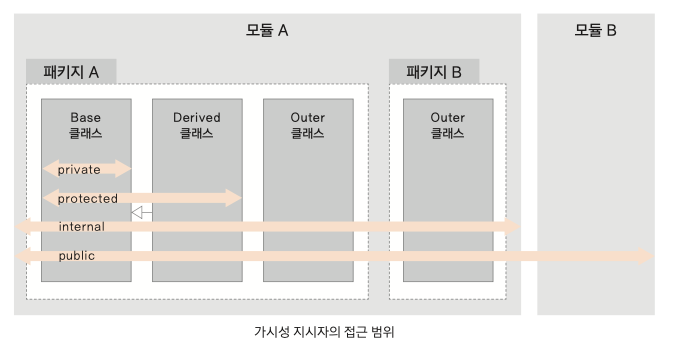 모듈 A
모듈 B
패키지 A
패키지 B
Base
클래스
Derived
클래스
Outer
클래스
Outer
클래스
private
protected
internal
public
가시성 지시자의 접근 범위